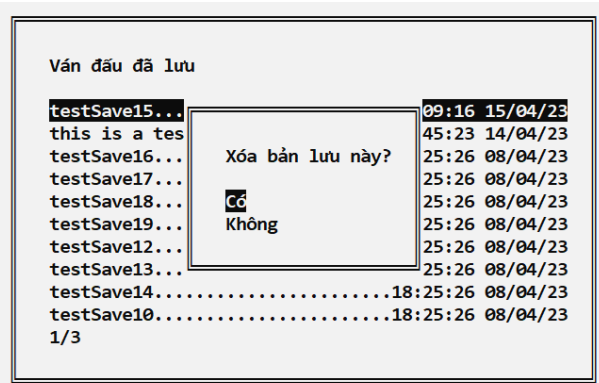 Ván đấu đã lưu
testSave15... 09:16 15/04/23
this is a tes 45:23 14/04/23
testSave16... Xóa bản lưu này? 25:26 08/04/23
testSave17... 25:26 08/04/23
testSave18... Có 25:26 08/04/23
testSave19... Không 25:26 08/04/23
testSave12... 25:26 08/04/23
testSave13... 25:26 08/04/23
testSave14.......................18:25:26 08/04/23
testSave10.......................18:25:26 08/04/23
1/3